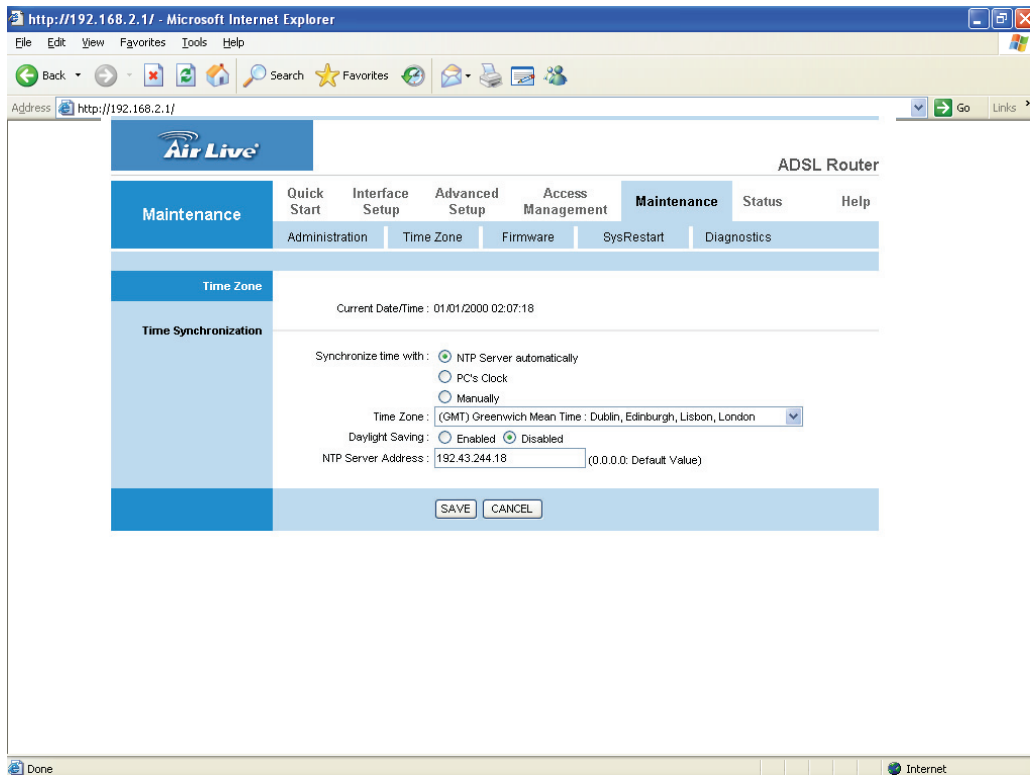 http://192.168.2.1/ - Microsoft Internet Explorer
File Edit View Favorites Tools Help
Back Search Favorites
Address http://192.168.2.1/ Go Links
Air Live
ADSL Router
Maintenance
Quick Start Interface Setup Advanced Setup Access Management Maintenance Status Help
Administration Time Zone Firmware SysRestart Diagnostics
Time Zone
Current Date/Time : 01/01/2000 02:07:18
Time Synchronization
Synchronize time with : NTP Server automatically
PC's Clock
Manually
Time Zone : (GMT) Greenwich Mean Time : Dublin, Edinburgh, Lisbon, London
Daylight Saving : Enabled Disabled
NTP Server Address : 192.43.244.18 (0.0.0.0: Default Value)
SAVE CANCEL
Done Internet